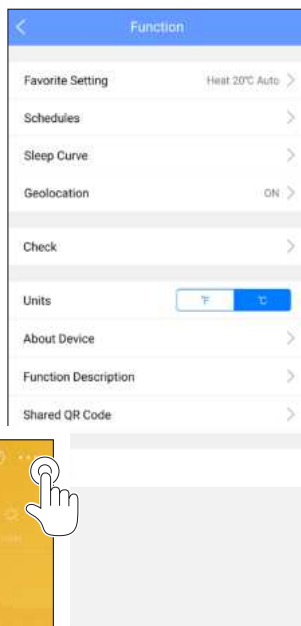 Function
Favorite Setting Heat 20°C Auto
Schedules
Sleep Curve
Geolocation ON
Check
Units °F °C
About Device
Function Description
Shared QR Code